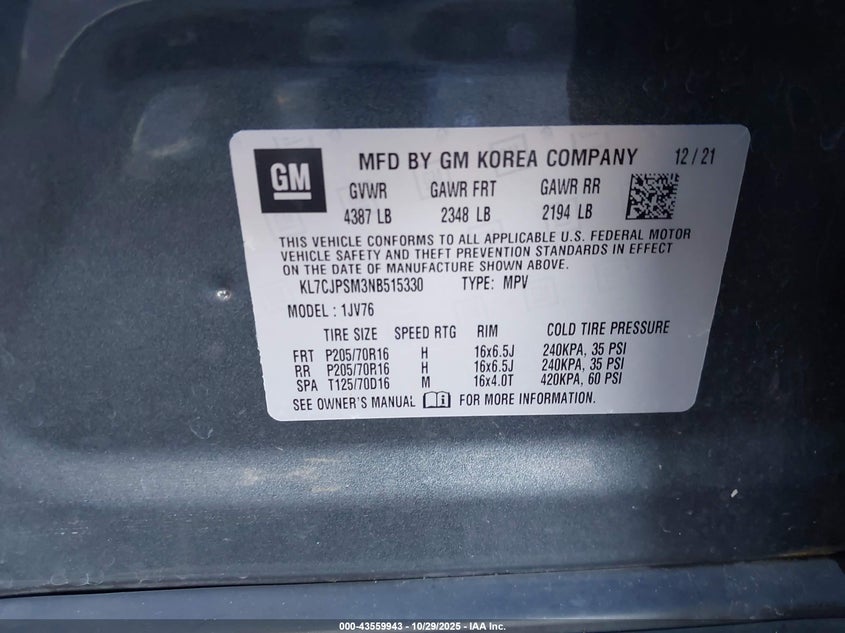 GM
MFD BY GM KOREA COMPANY 12 / 21
GVWR GAWR FRT GAWR RR
4387 LB 2348 LB 2194 LB
THIS VEHICLE CONFORMS TO ALL APPLICABLE U.S. FEDERAL MOTOR
VEHICLE SAFETY AND THEFT PREVENTION STANDARDS IN EFFECT
ON THE DATE OF MANUFACTURE SHOWN ABOVE.
KL7CJPSM3NB515330 TYPE: MPV
MODEL : 1JV76
TIRE SIZE SPEED RTG RIM COLD TIRE PRESSURE
FRT P205/70R16 H 16x6.5J 240KPA, 35 PSI
RR P205/70R16 H 16x6.5J 240KPA, 35 PSI
SPA T125/70D16 M 16x4.0T 420KPA, 60 PSI
SEE OWNER'S MANUAL FOR MORE INFORMATION.
000-43559943 - 10/29/2025 - IAA Inc.